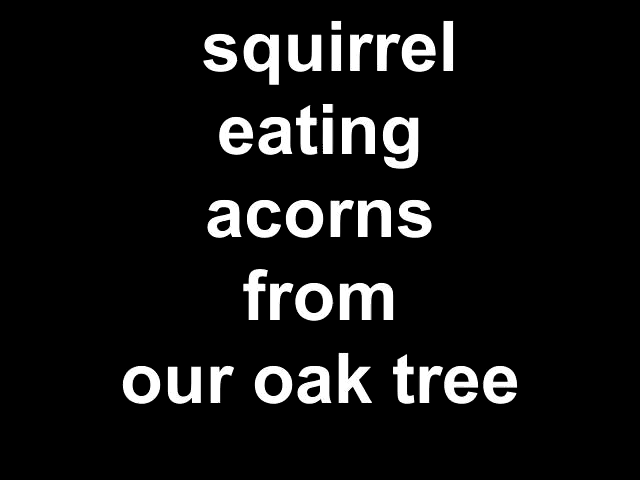 squirrel
eating
acorns
from
our oak tree